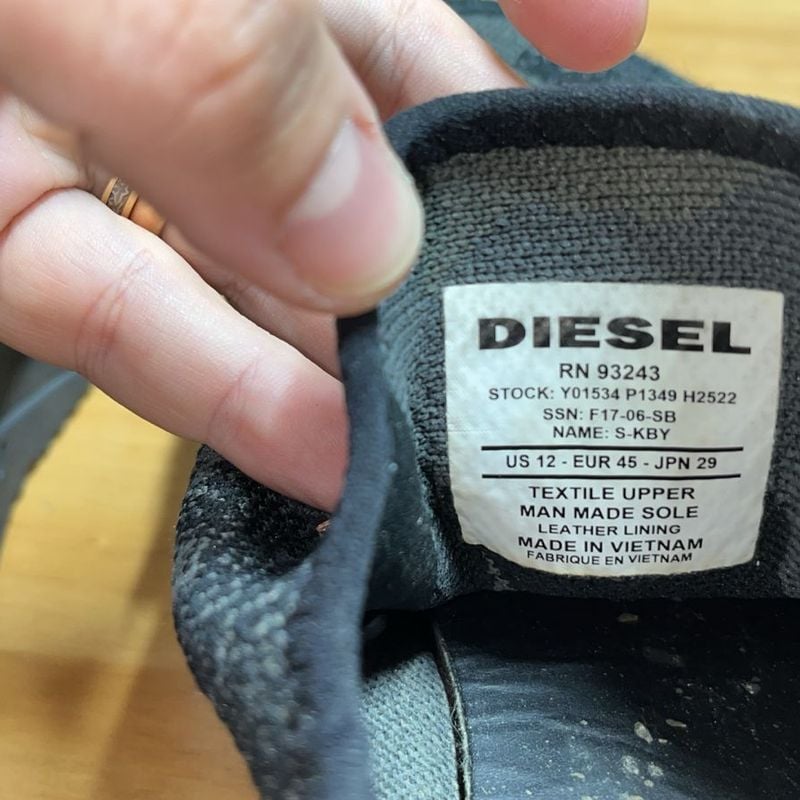 DIESEL
RN 93243
STOCK: Y01534 P1349 H2522
SSN: F17-06-SB
NAME: S-KBY
US 12 - EUR 45 - JPN 29
TEXTILE UPPER
MAN MADE SOLE
LEATHER LINING
MADE IN VIETNAM
FABRIQUE EN VIETNAM